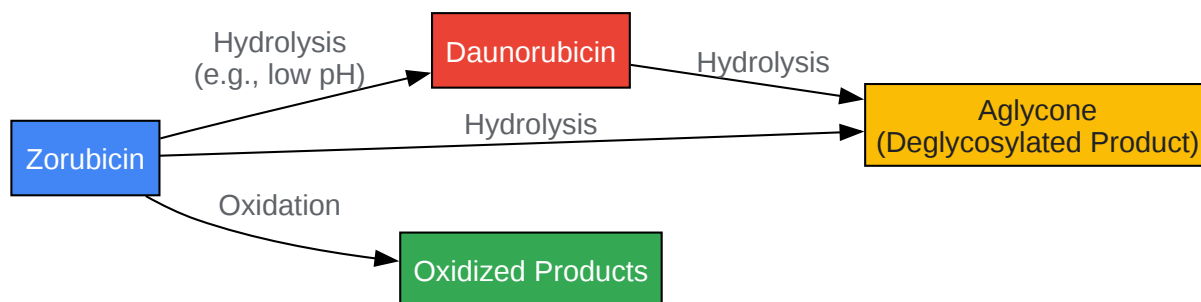 Hydrolysis
(e.g., low pH)
Daunorubicin
Hydrolysis
Aglycone
(Deglycosylated Product)
Hydrolysis
Zorubicin
Oxidation
Oxidized Products